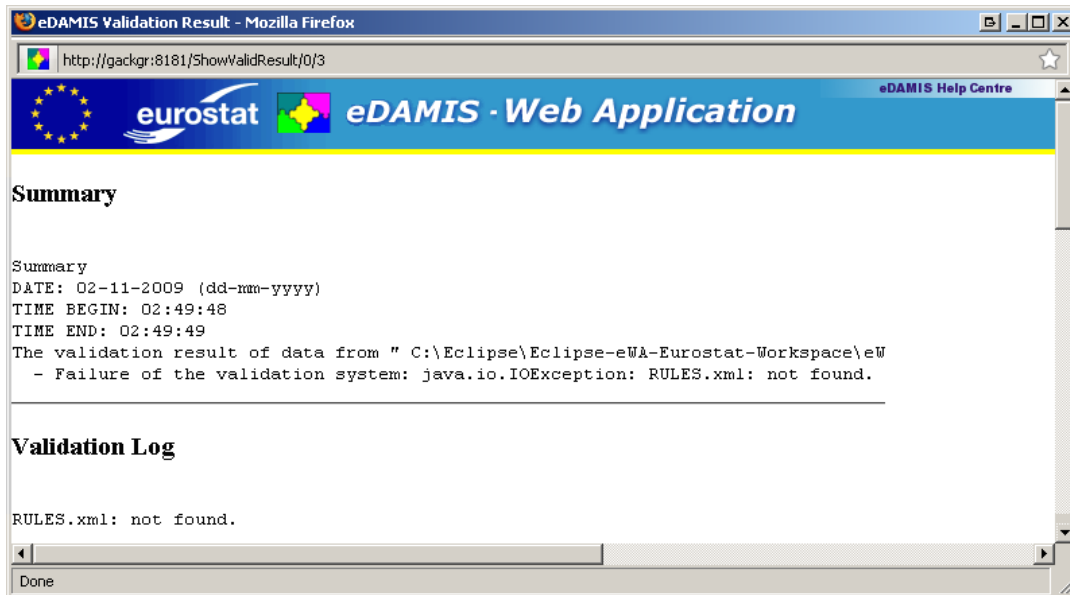 eDAMIS Validation Result - Mozilla Firefox
http://gackgr:8181/ShowValidResult/0/3
eDAMIS Help Centre
eurostat eDAMIS - Web Application
Summary
Summary
DATE: 02-11-2009 (dd-mm-yyyy)
TIME BEGIN: 02:49:48
TIME END: 02:49:49
The validation result of data from " C:\Eclipse\Eclipse-eWA-Eurostat-Workspace\eW
- Failure of the validation system: java.io.IOException: RULES.xml: not found.
Validation Log
RULES.xml: not found.
Done